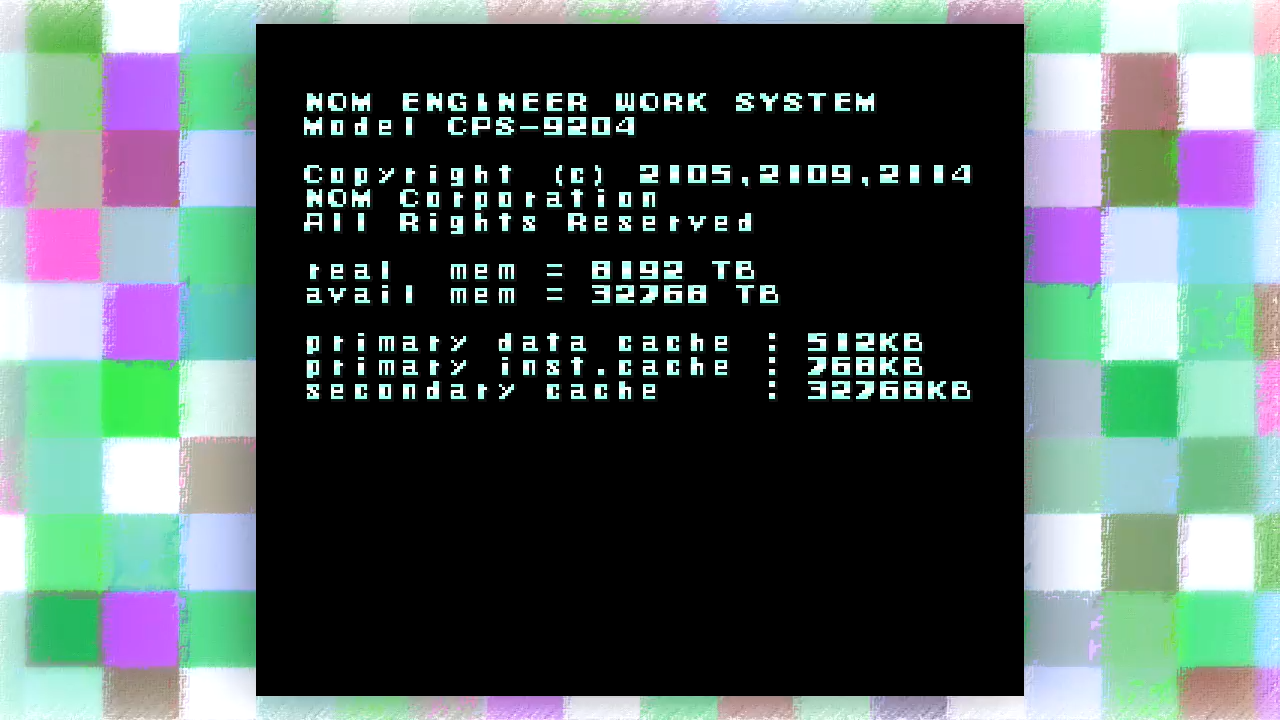 NOM ENGINEER WORK SYSTEM
Model CPS-9204
Copyright (c) 2105,2109,2114
NOM Corporation
All Rights Reserved
real  mem = 8192 TB
avail mem = 32768 TB
primary data cache : 512KB
primary inst.cache : 768KB
secondary cache    : 32768KB